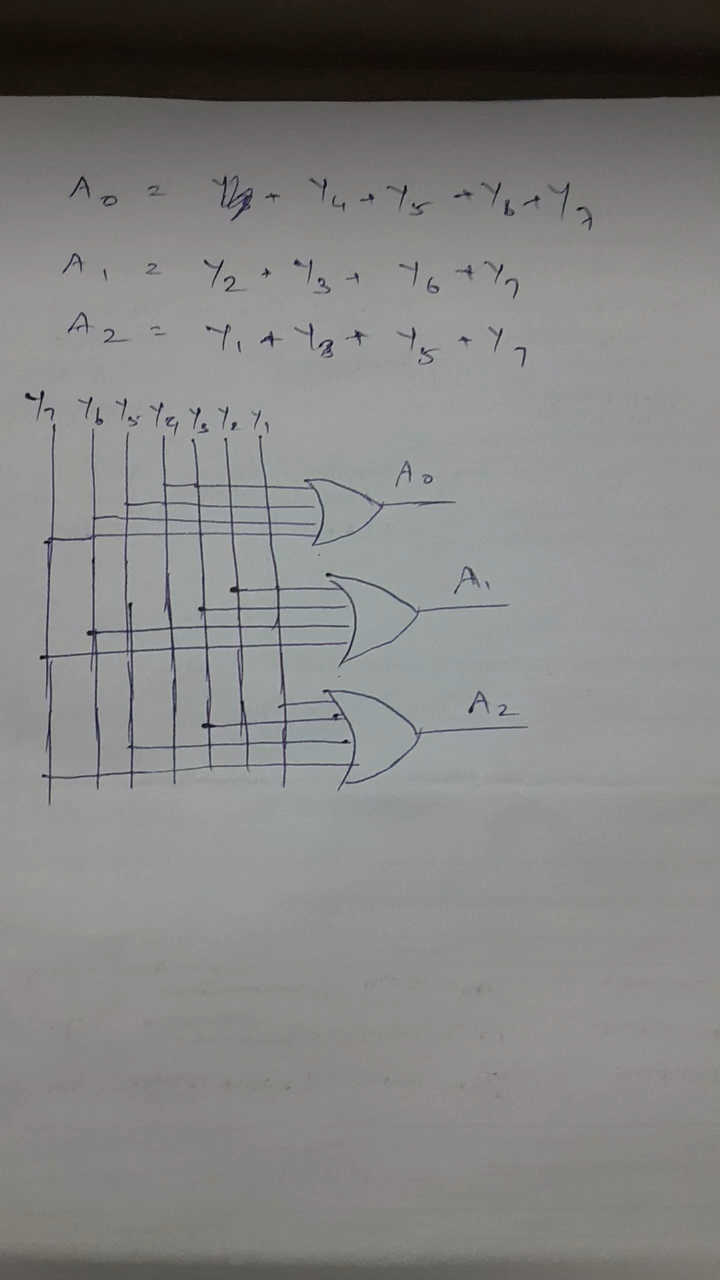 A0 = + Y4 + Y5 + Y6 + Y7
A1 = Y2 + Y3 + Y6 + Y7
A2 = Y1 + Y3 + Y5 + Y7
Y7 Y6 Y5 Y4 Y3 Y2 Y1
A0
A1
A2